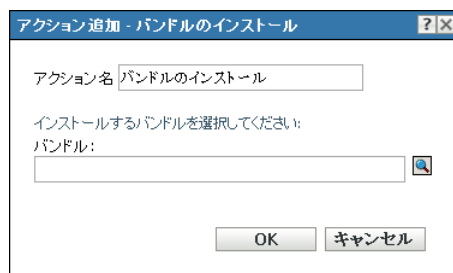 アクション追加 - バンドルのインストール ? ×
アクション名 バンドルのインストール
インストールするバンドルを選択してください:
バンドル:
OK キャンセル